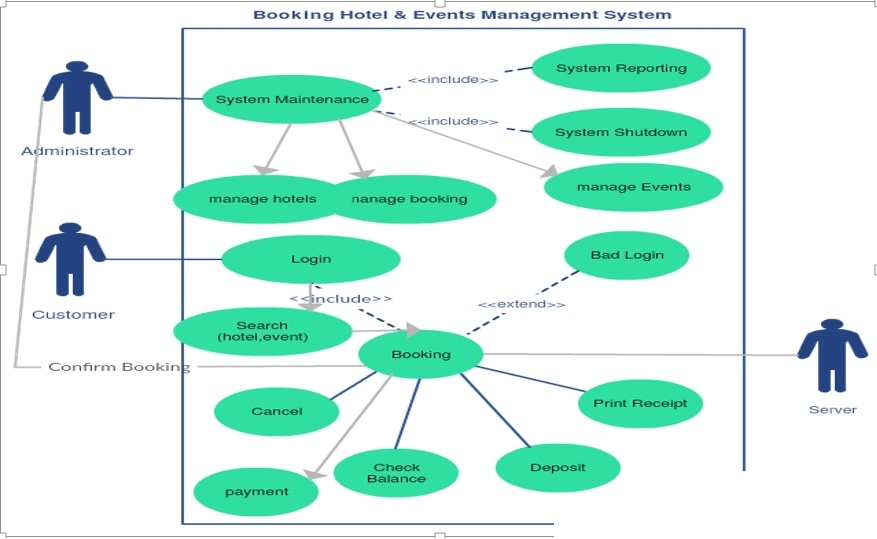 Booking Hotel & Events Management System
System Reporting
<<include>>
System Maintenance
<<include>>
System Shutdown
Administrator
manage hotels
manage booking
manage Events
Login
Bad Login
Customer
<<include>>
<<extend>>
Search
(hotel,event)
Booking
Confirm Booking
Server
Cancel
Print Receipt
Check
Balance
Deposit
payment